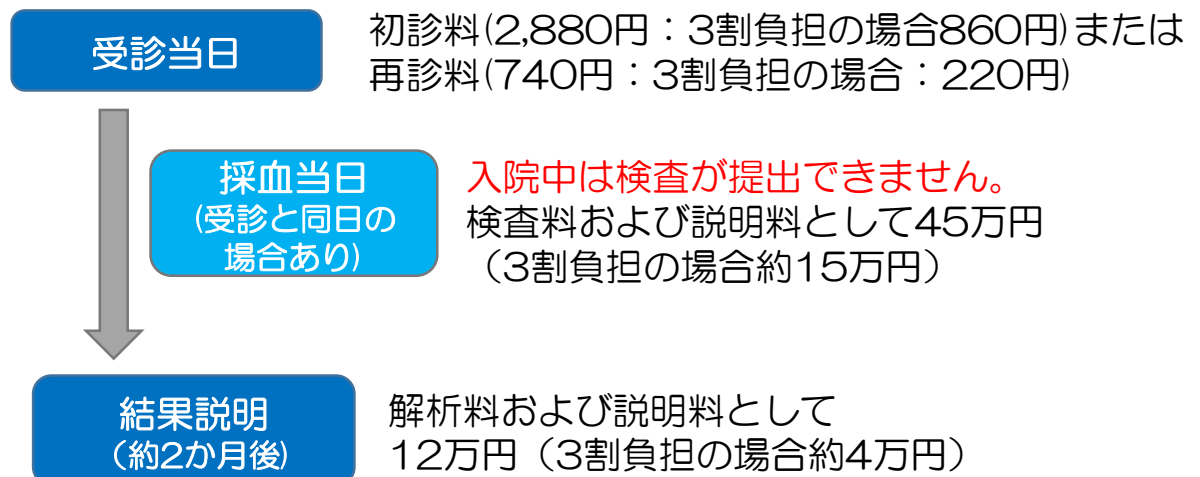 受診当日
初診料(2,880円：3割負担の場合860円)または
再診料(740円：3割負担の場合：220円)
採血当日
(受診と同日の
場合あり)
入院中は検査が提出できません。
検査料および説明料として45万円
（3割負担の場合約15万円）
結果説明
（約2か月後)
解析料および説明料として
12万円（3割負担の場合約4万円）